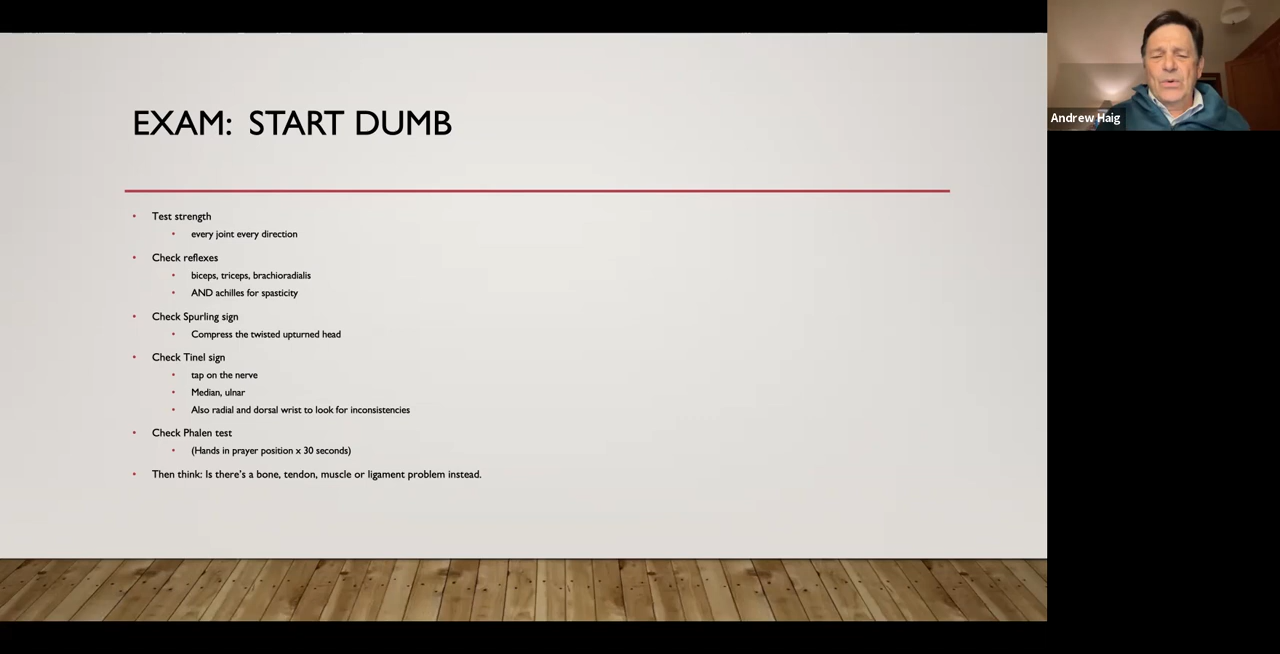 EXAM: START DUMB
• Test strength
• every joint every direction
• Check reflexes
• biceps, triceps, brachioradialis
• AND achilles for spasticity
• Check Spurling sign
• Compress the twisted upturned head
• Check Tinel sign
• tap on the nerve
• Median, ulnar
• Also radial and dorsal wrist to look for inconsistencies
• Check Phalen test
• (Hands in prayer position x 30 seconds)
• Then think: Is there's a bone, tendon, muscle or ligament problem instead.
Andrew Haig